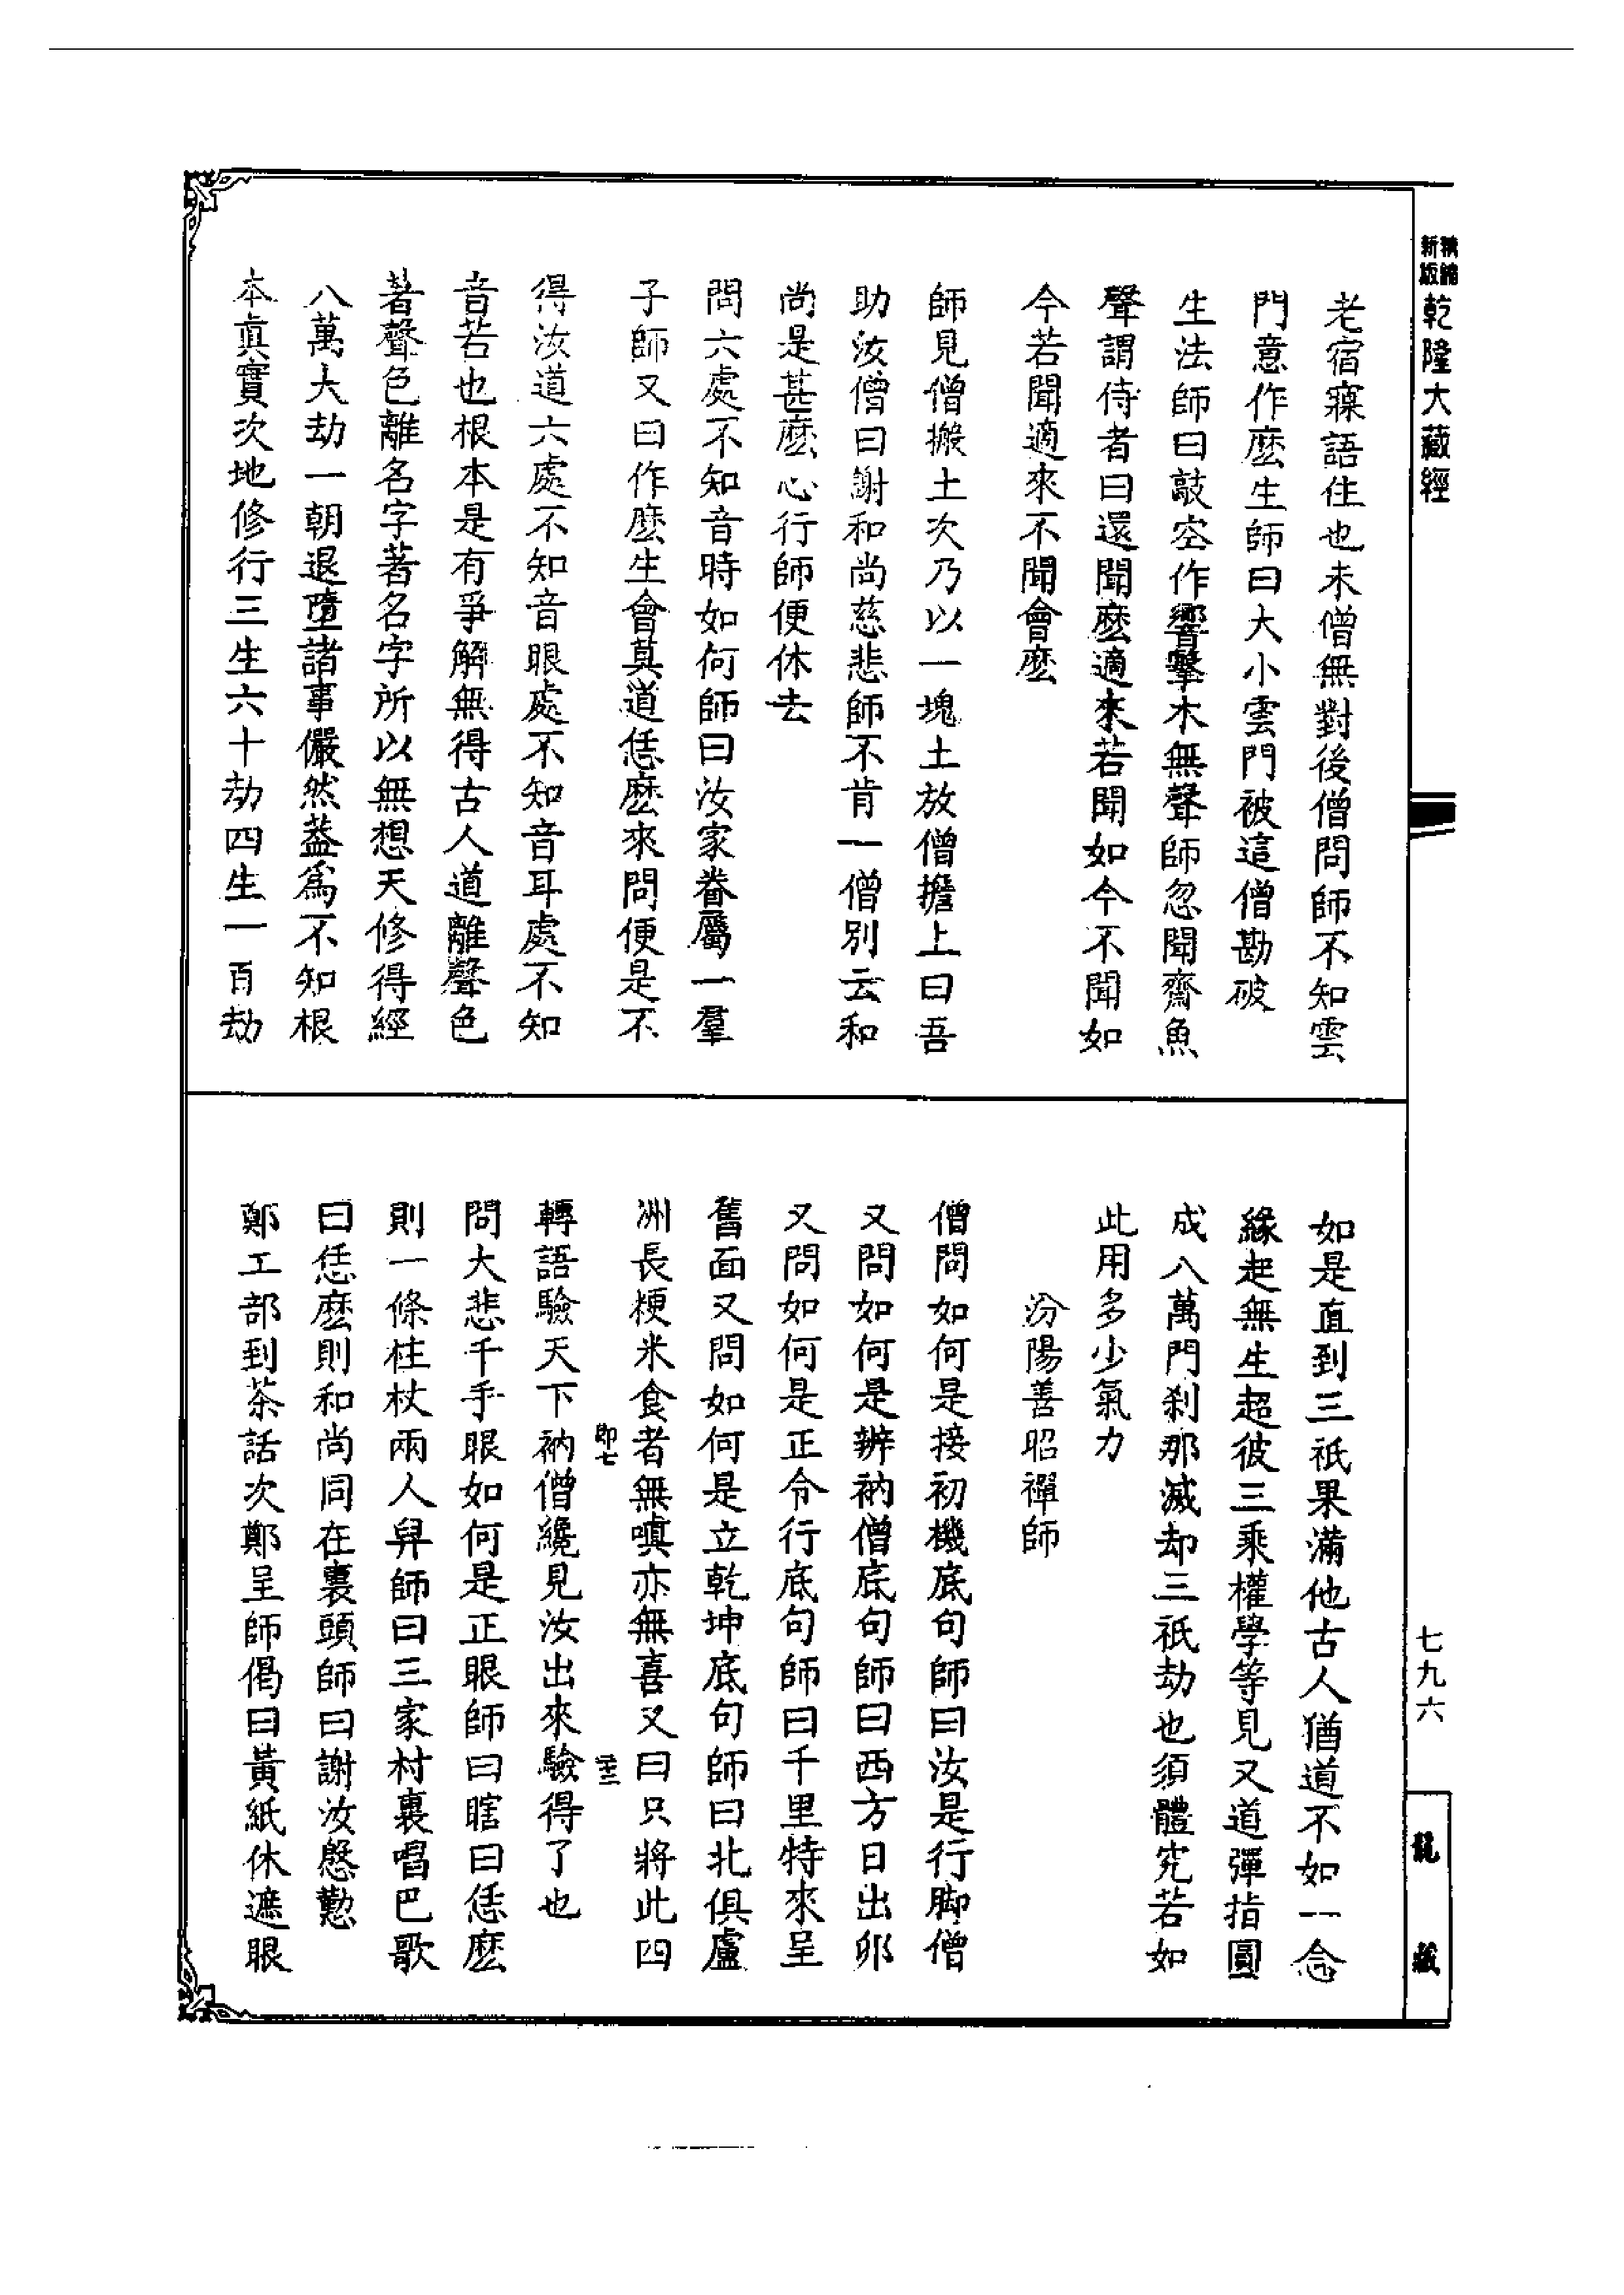 精縮新版乾隆大藏經
老宿寐語住也未僧無對後僧問師不知雲
門意作麽生師曰大小雲門被這僧勘破
生法師曰敲空作響擊木無聲師忽聞齋魚
聲謂侍者曰還聞麽適來若聞如今不聞如
今若聞適來不聞會麽
師見僧搬土次乃以一塊土放僧擔上曰吾
助汝僧曰謝和尚慈悲師不肯一僧別云和
尚是甚麽心行師便休去
問六處不知音時如何師曰汝家眷屬一羣
子師又曰作麽生會莫道恁麽來問便是不
得汝道六處不知音眼處不知音耳處不知
音若也根本是有爭解無得古人道離聲色
著聲色離名字著名字所以無想天修得經
八萬大劫一朝退墮諸事儼然葢爲不知根
本眞實次地修行三生六十劫四生一百劫
如是直到三祇果滿他古人猶道不如一念
緣起無生超彼三乘權學等見又道彈指圓
成八萬門刹那滅却三祇劫也須體究若如
此用多少氣力
汾陽善昭禪師
僧問如何是接初機底句師曰汝是行脚僧
又問如何是辨衲僧底句師曰西方日出卯
又問如何是正令行底句師曰千里特來呈
舊面又問如何是立乾坤底句師曰北俱盧
洲長粳米食者無嗔亦無喜又曰只將此四
轉語驗天下衲僧纔見汝出來驗得了也
問大悲千手眼如何是正眼師曰瞎曰恁麽
則一條柱杖兩人舁師曰三家村裏唱巴歌
曰恁麽則和尚同在裏頭師曰謝汝慇懃
鄭工部到茶話次鄭呈師偈曰黃紙休遮眼
七九六
龍藏